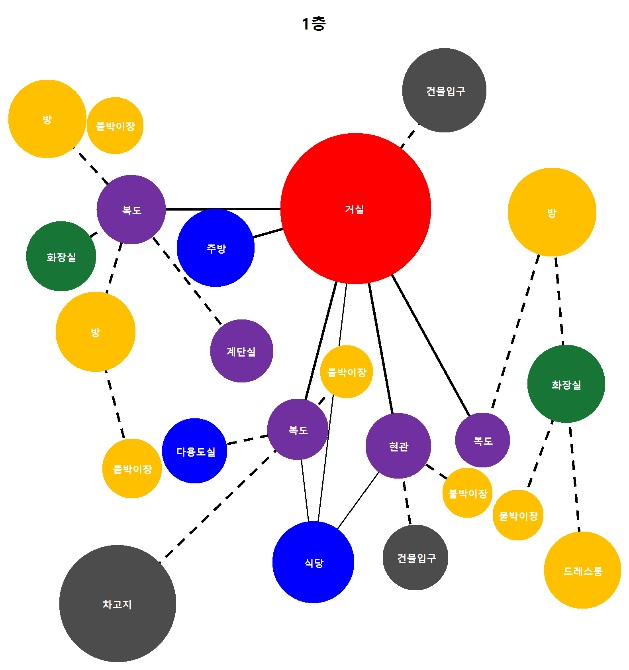 1층
건물입구
방
붙박이장
복도
거실
방
주방
화장실
방
계단실
붙박이장
화장실
복도
현관
복도
다용도실
붙박이장
붙박이장
붙박이장
건물입구
식당
드레스룸
차고지